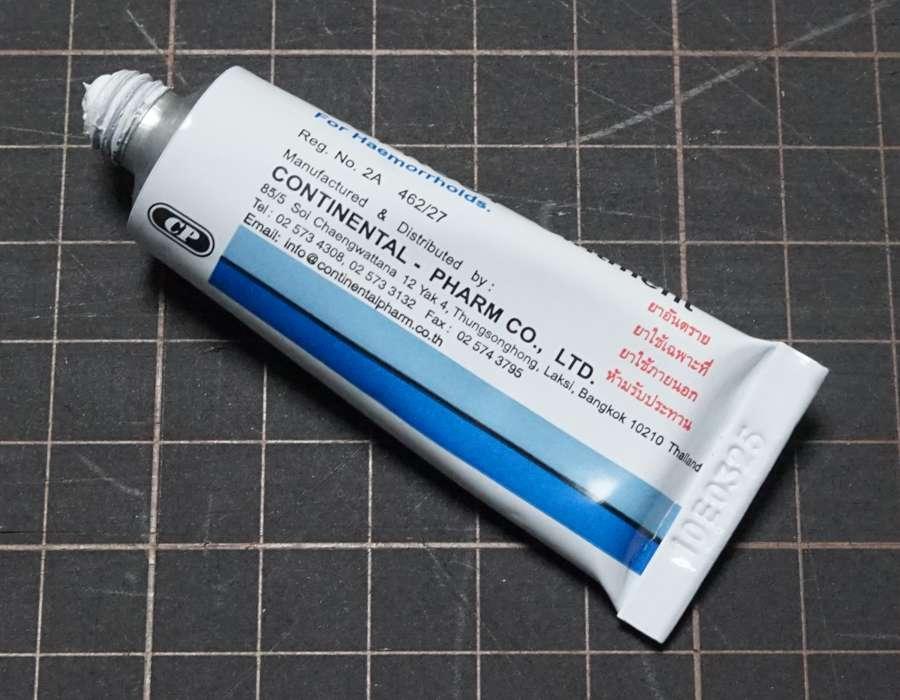 For Haemorrholds.
Reg. No. 2A 462/27
Manufactured & Distributed by :
CONTINENTAL - PHARM CO., LTD.
85/5 Soi Chaengwattana 12 Yak 4, Thungsonghong, Laksi, Bangkok 10210 Thailand
Tel : 02 573 4308, 02 573 3132 Fax : 02 574 3795
Email: info@continentalpharm.co.th
CP
ยาอันตราย
ยาใช้เฉพาะที่
ยาใช้ภายนอก
ห้ามรับประทาน
10E0325